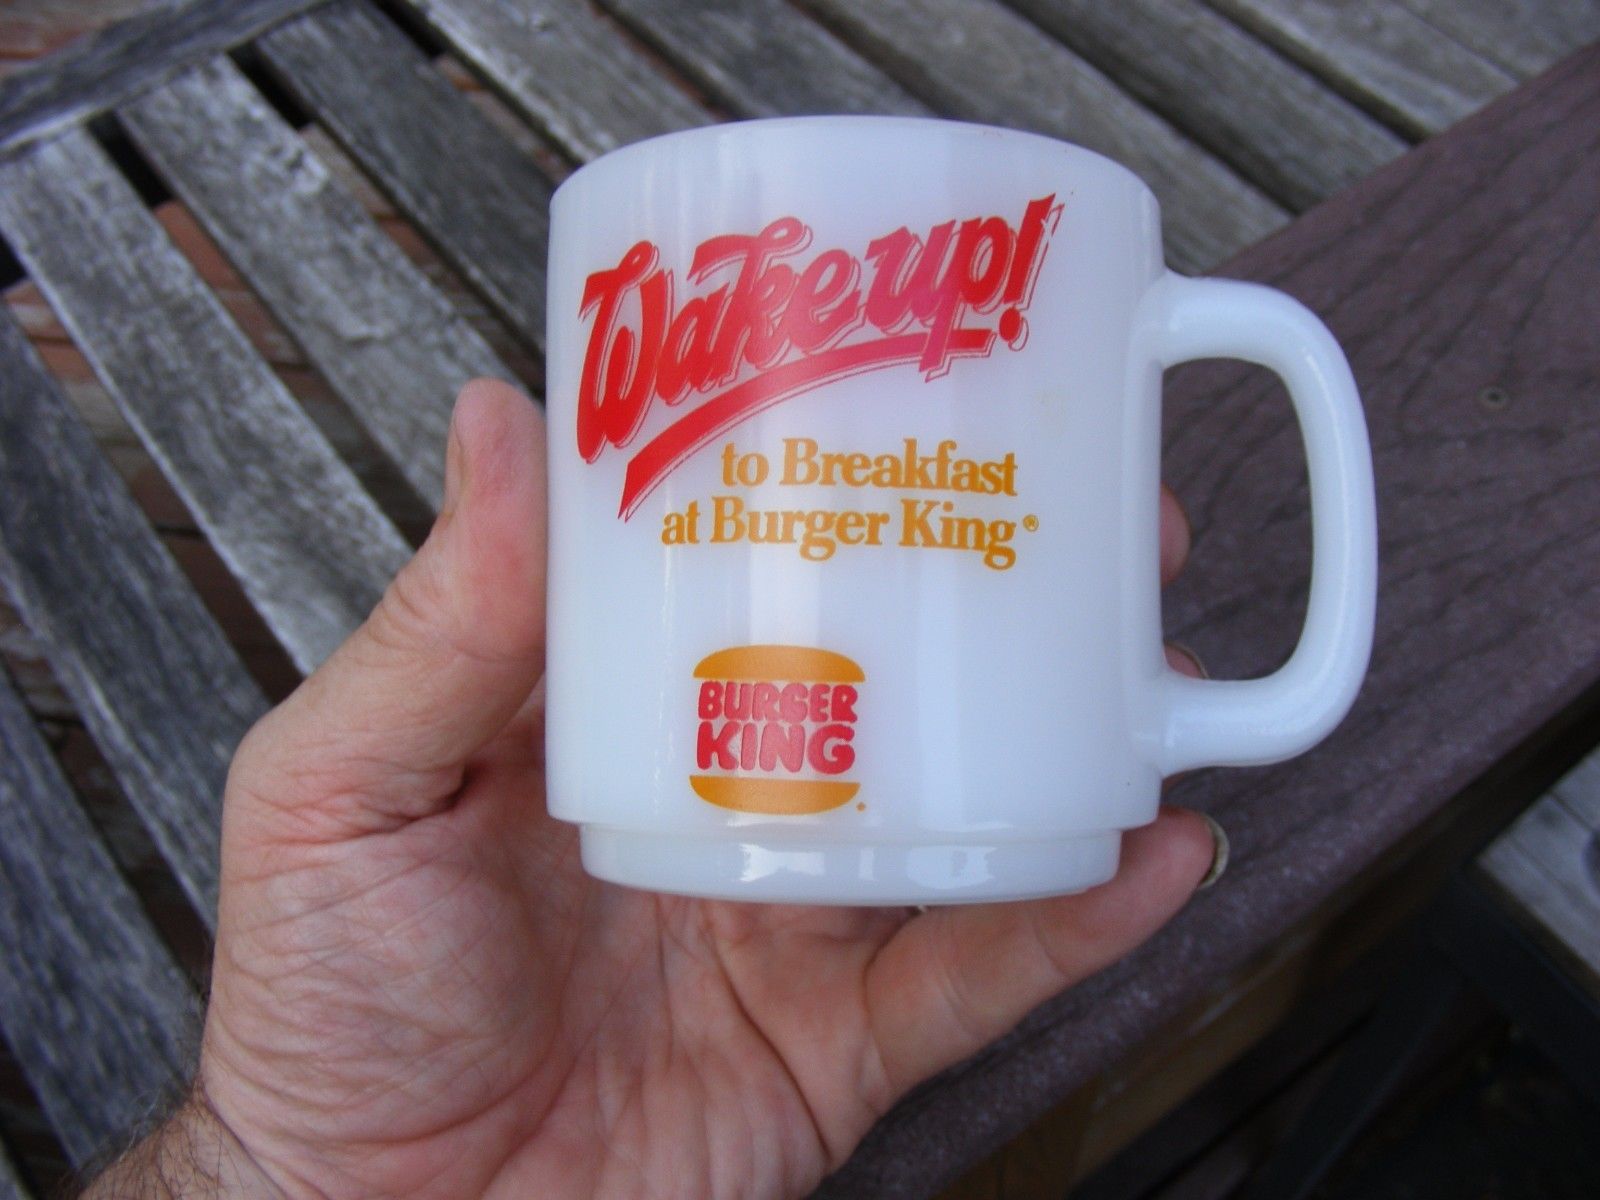 Wake up!
to Breakfast
at Burger King®
BURGER
KING